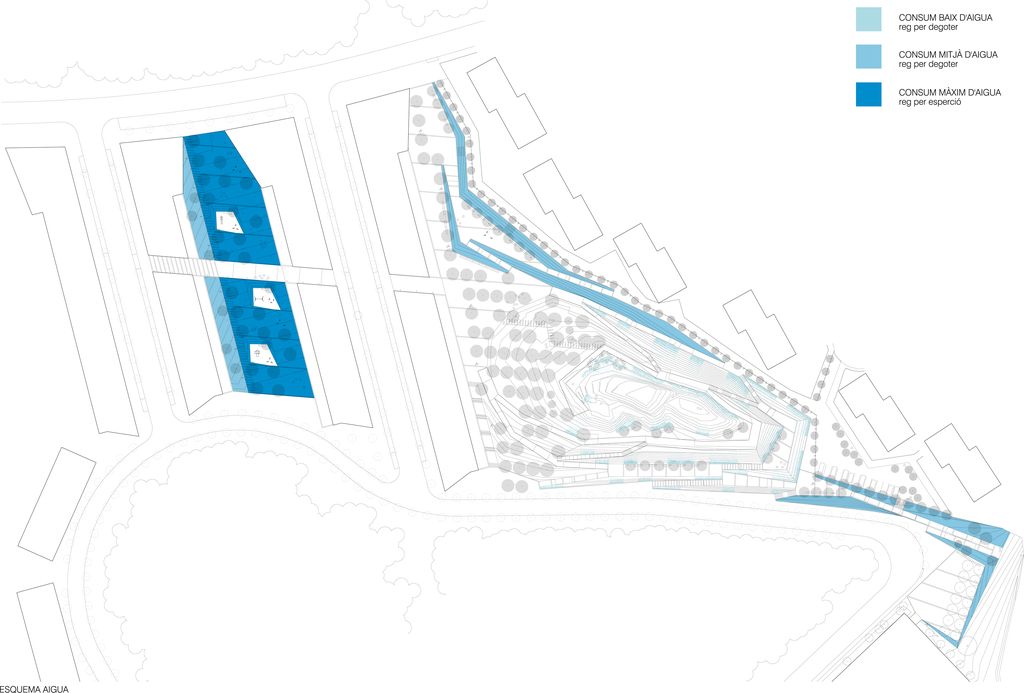 CONSUM BAIX D'AIGUA
reg per degoter
CONSUM MITJÀ D'AIGUA
reg per degoter
CONSUM MÀXIM D'AIGUA
reg per esperció
ESQUEMA AIGUA